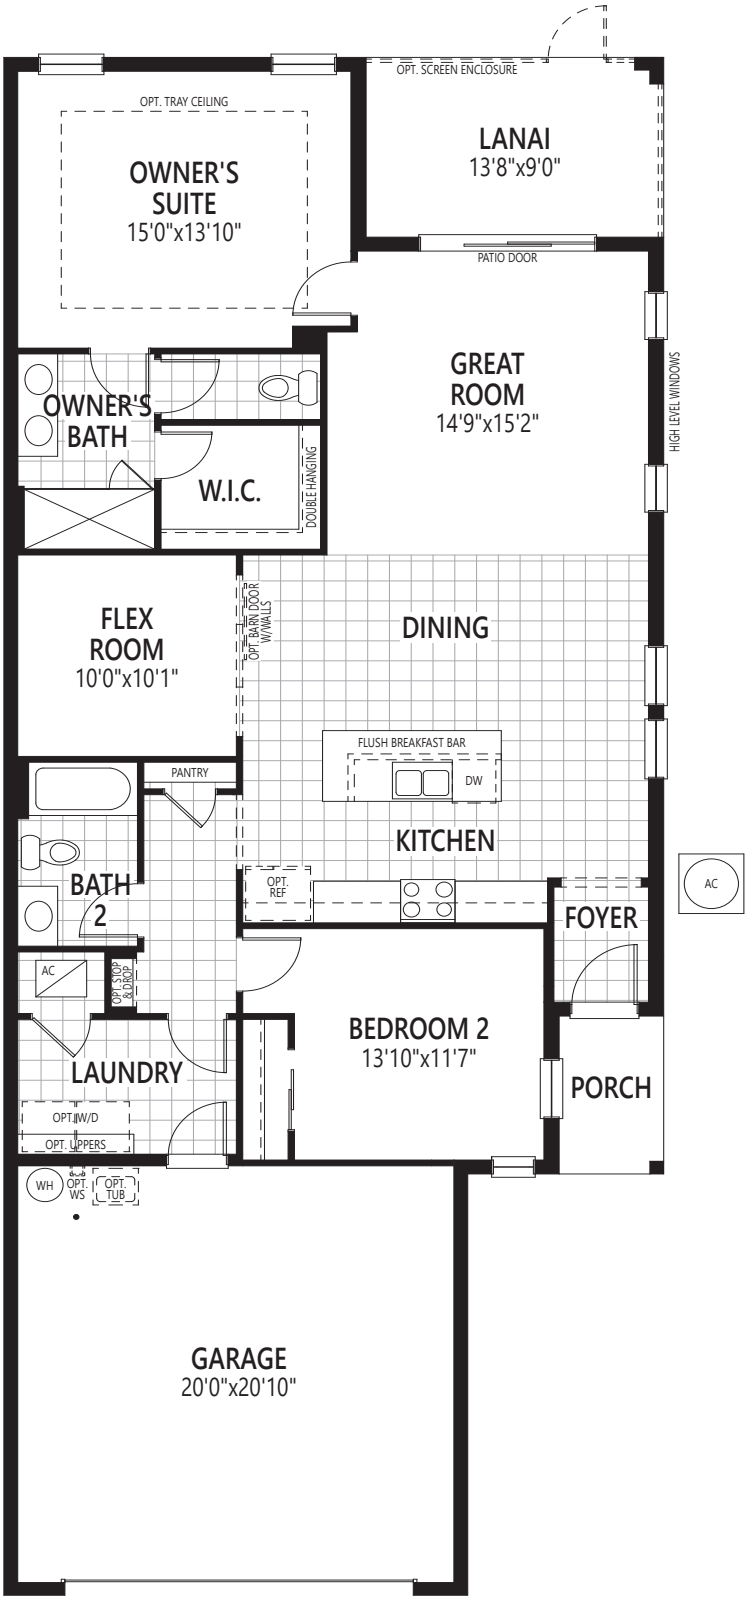 OPT. SCREEN ENCLOSURE
OPT. TRAY CEILING
LANAI
13'8"x9'0"
OWNER'S
SUITE
15'0"x13'10"
PATIO DOOR
GREAT
ROOM
14'9"x15'2"
HIGH LEVEL WINDOWS
OWNER'S
BATH
W.I.C.
DOUBLE HANGING
FLEX
ROOM
10'0"x10'1"
OPT. BARN DOOR
W/WALLS
DINING
FLUSH BREAKFAST BAR
DW
PANTRY
KITCHEN
BATH
2
OPT.
REF
AC
FOYER
AC
OPT. STOP
& DROP
BEDROOM 2
13'10"x11'7"
LAUNDRY
PORCH
OPT. W/D
OPT. UPPERS
WH
OPT.
WS
OPT.
TUB
GARAGE
20'0"x20'10"